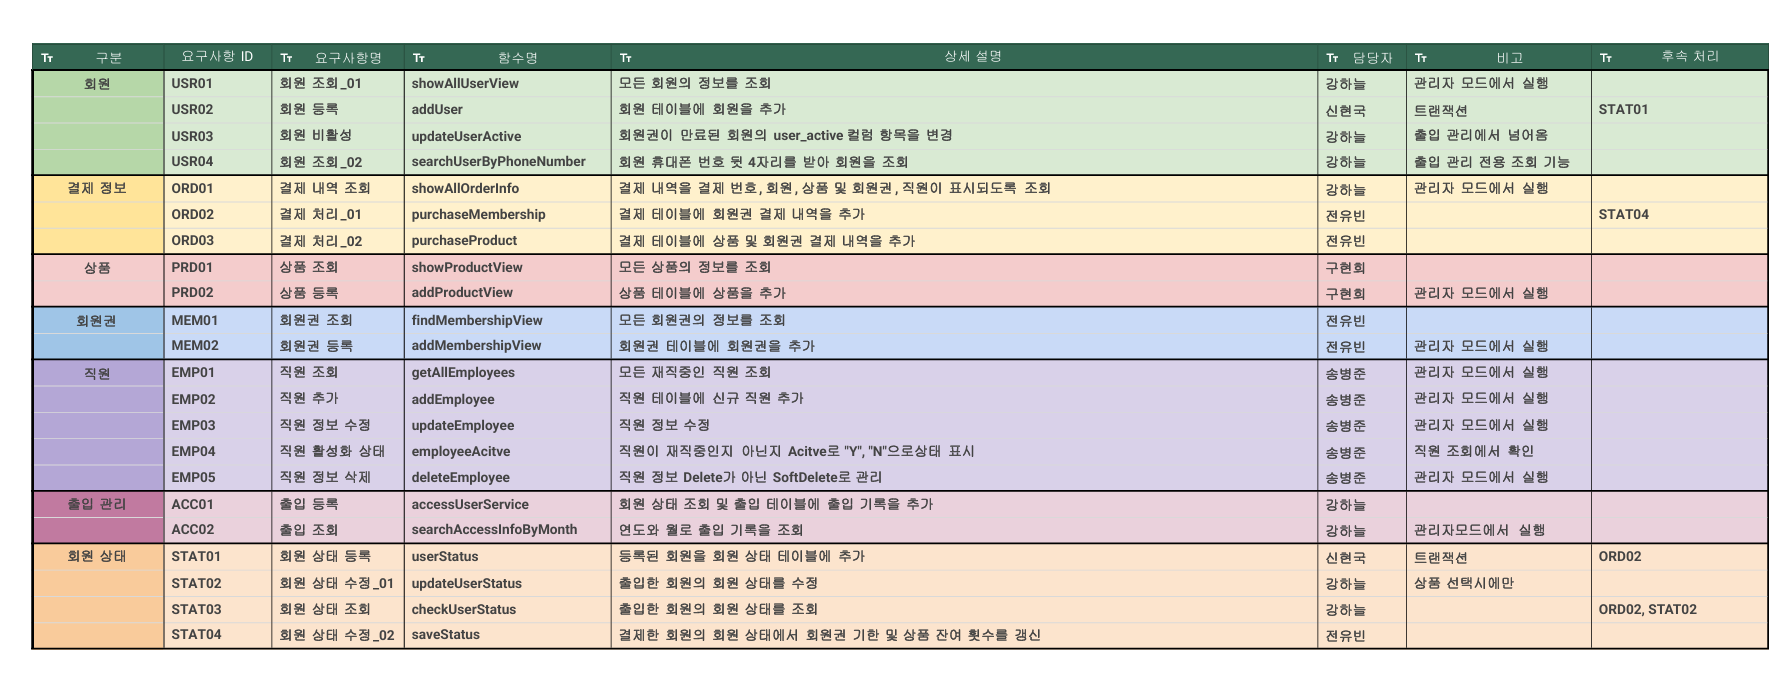 구분 요구사항 ID 요구사항명 함수명 상세 설명 담당자 비고 후속 처리
회원 USR01 회원 조회_01 showAllUserView 모든 회원의 정보를 조회 강하늘 관리자 모드에서 실행
USR02 회원 등록 addUser 회원 테이블에 회원을 추가 신현국 트랜잭션 STAT01
USR03 회원 비활성 updateUserActive 회원권이 만료된 회원의 user_active 컬럼 항목을 변경 강하늘 출입 관리에서 넘어옴
USR04 회원 조회_02 searchUserByPhoneNumber 회원 휴대폰 번호 뒷 4자리를 받아 회원을 조회 강하늘 출입 관리 전용 조회 기능
결제 정보 ORD01 결제 내역 조회 showAllOrderInfo 결제 내역을 결제 번호, 회원, 상품 및 회원권, 직원이 표시되도록 조회 강하늘 관리자 모드에서 실행
ORD02 결제 처리_01 purchaseMembership 결제 테이블에 회원권 결제 내역을 추가 전유빈 STAT04
ORD03 결제 처리_02 purchaseProduct 결제 테이블에 상품 및 회원권 결제 내역을 추가 전유빈
상품 PRD01 상품 조회 showProductView 모든 상품의 정보를 조회 구현회
PRD02 상품 등록 addProductView 상품 테이블에 상품을 추가 구현회 관리자 모드에서 실행
회원권 MEM01 회원권 조회 findMembershipView 모든 회원권의 정보를 조회 전유빈
MEM02 회원권 등록 addMembershipView 회원권 테이블에 회원권을 추가 전유빈 관리자 모드에서 실행
직원 EMP01 직원 조회 getAllEmployees 모든 재직중인 직원 조회 송병준 관리자 모드에서 실행
EMP02 직원 추가 addEmployee 직원 테이블에 신규 직원 추가 송병준 관리자 모드에서 실행
EMP03 직원 정보 수정 updateEmployee 직원 정보 수정 송병준 관리자 모드에서 실행
EMP04 직원 활성화 상태 employeeAcitve 직원이 재직중인지 아닌지 Acitve로 "Y", "N"으로상태 표시 송병준 직원 조회에서 확인
EMP05 직원 정보 삭제 deleteEmployee 직원 정보 Delete가 아닌 SoftDelete로 관리 송병준 관리자 모드에서 실행
출입 관리 ACC01 출입 등록 accessUserService 회원 상태 조회 및 출입 테이블에 출입 기록을 추가 강하늘
ACC02 출입 조회 searchAccessInfoByMonth 연도와 월로 출입 기록을 조회 강하늘 관리자모드에서 실행
회원 상태 STAT01 회원 상태 등록 userStatus 등록된 회원을 회원 상태 테이블에 추가 신현국 트랜잭션 ORD02
STAT02 회원 상태 수정_01 updateUserStatus 출입한 회원의 회원 상태를 수정 강하늘 상품 선택시에만
STAT03 회원 상태 조회 checkUserStatus 출입한 회원의 회원 상태를 조회 강하늘 ORD02, STAT02
STAT04 회원 상태 수정_02 saveStatus 결제한 회원의 회원 상태에서 회원권 기한 및 상품 잔여 횟수를 갱신 전유빈